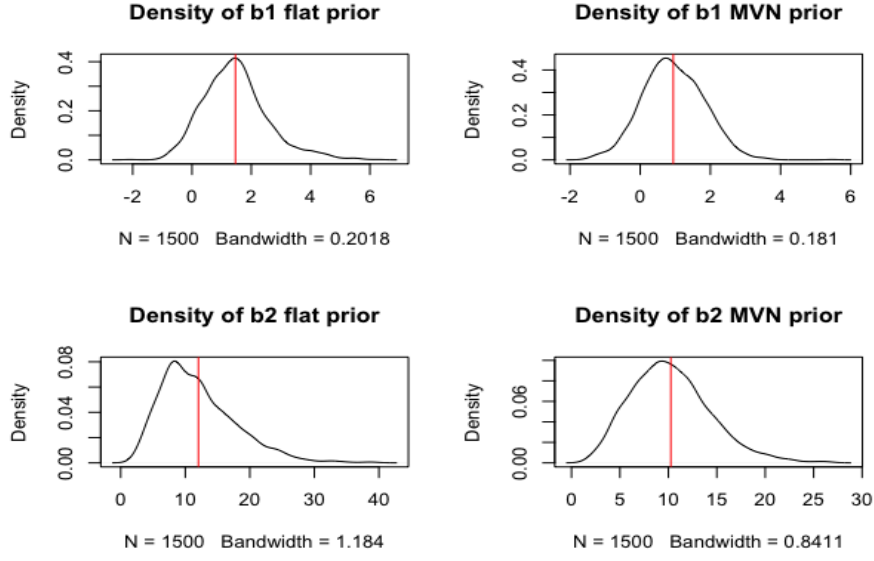 Density of b1 flat prior
Density
0.0 0.2 0.4
-2 0 2 4 6
N = 1500 Bandwidth = 0.2018
Density of b1 MVN prior
Density
0.0 0.2 0.4
-2 0 2 4 6
N = 1500 Bandwidth = 0.181
Density of b2 flat prior
Density
0.00 0.04 0.08
0 10 20 30 40
N = 1500 Bandwidth = 1.184
Density of b2 MVN prior
Density
0.00 0.06
0 5 10 15 20 25 30
N = 1500 Bandwidth = 0.8411